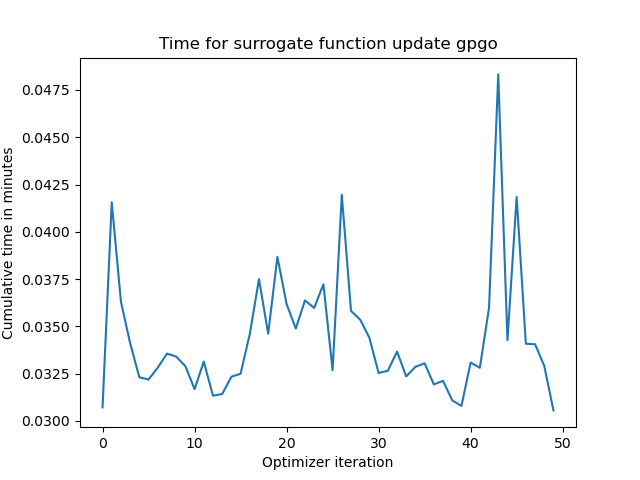 Time for surrogate function update gpgo
Cumulative time in minutes
0.0475
0.0450
0.0425
0.0400
0.0375
0.0350
0.0325
0.0300
0 10 20 30 40 50
Optimizer iteration